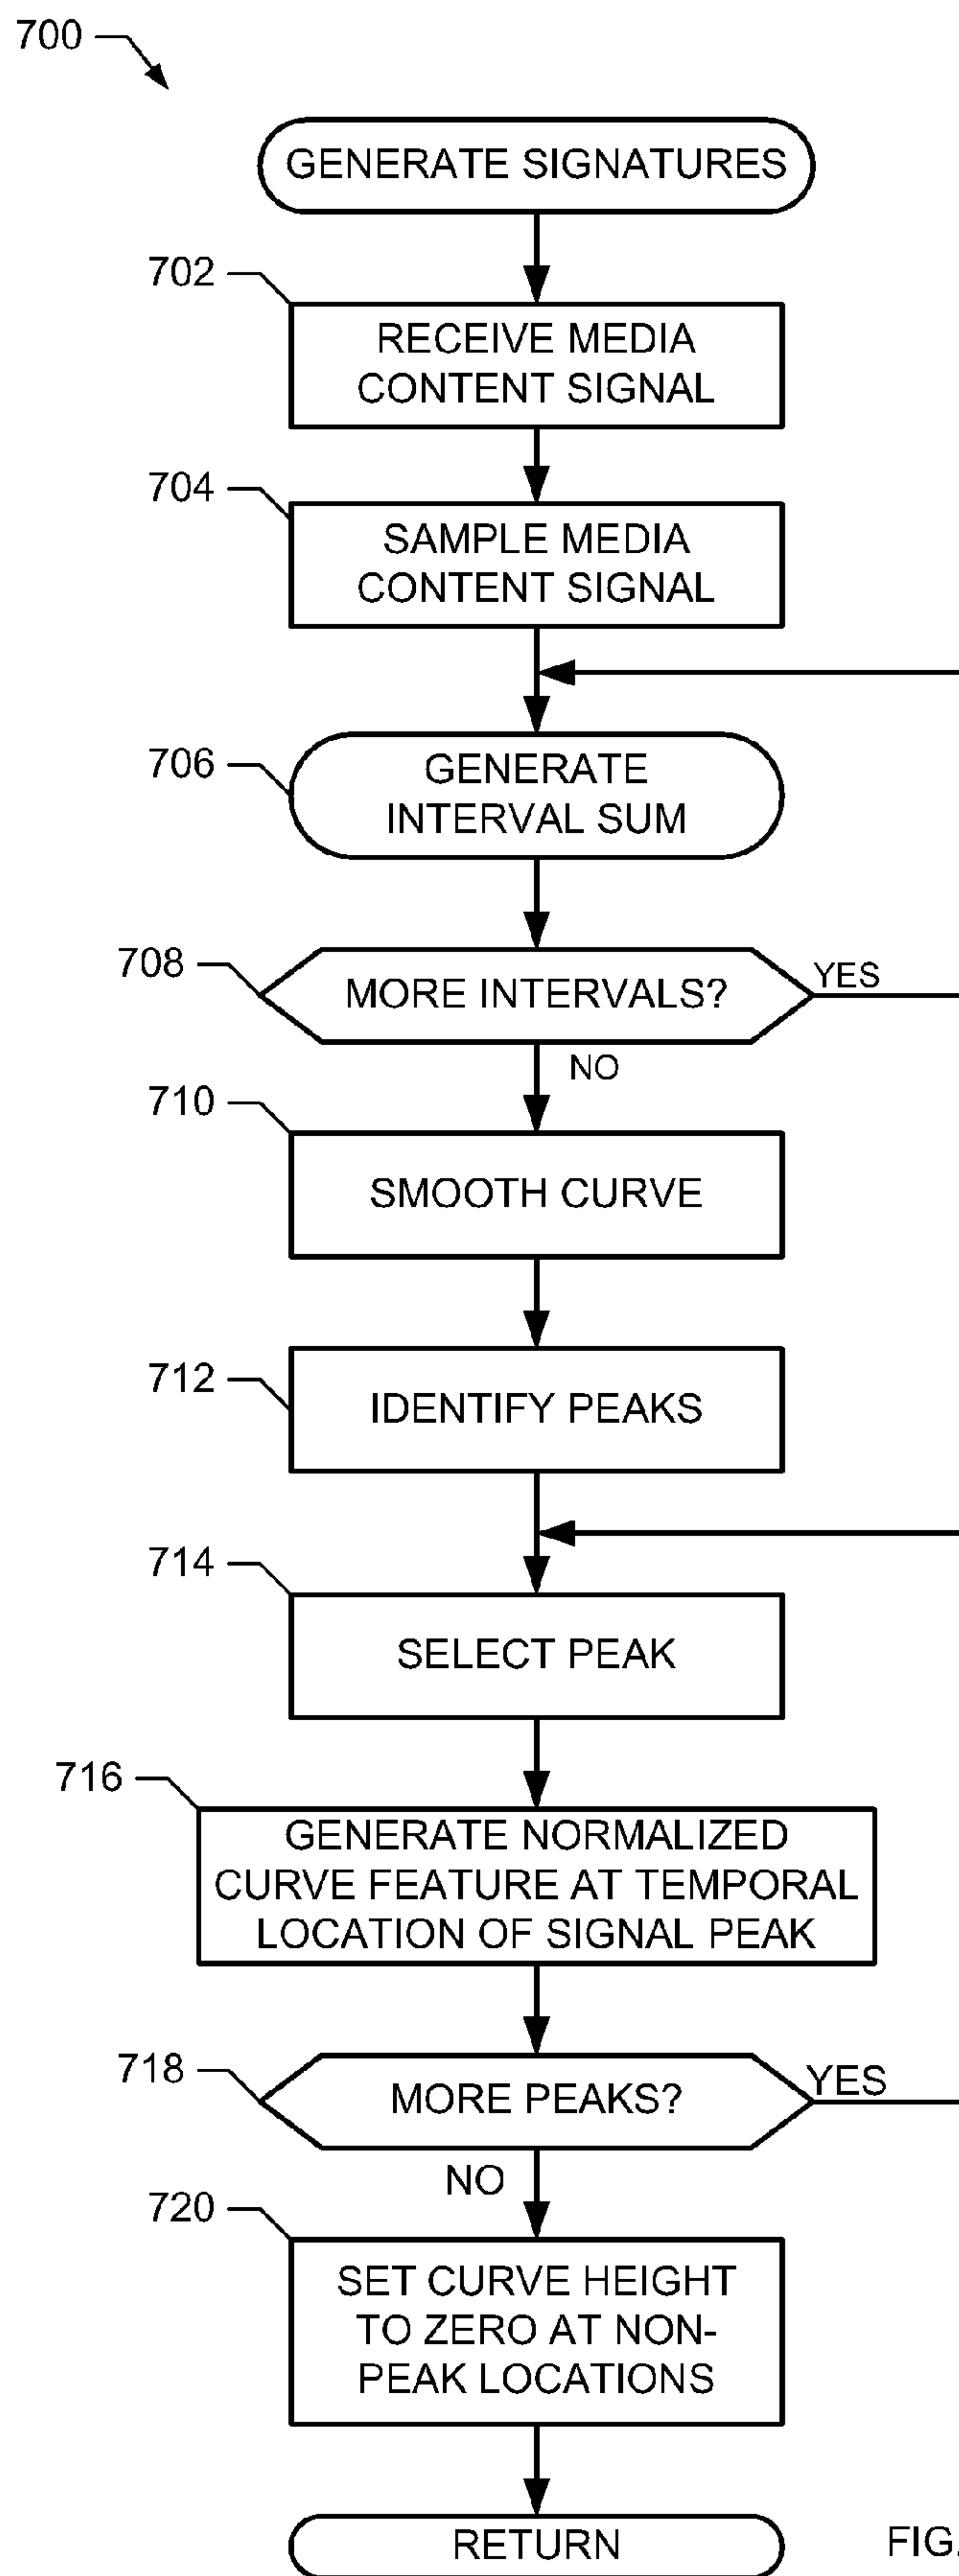 700
GENERATE SIGNATURES
702
RECEIVE MEDIA
CONTENT SIGNAL
704
SAMPLE MEDIA
CONTENT SIGNAL
706
GENERATE
INTERVAL SUM
708
MORE INTERVALS?
YES
NO
710
SMOOTH CURVE
712
IDENTIFY PEAKS
714
SELECT PEAK
716
GENERATE NORMALIZED
CURVE FEATURE AT TEMPORAL
LOCATION OF SIGNAL PEAK
718
MORE PEAKS?
YES
NO
720
SET CURVE HEIGHT
TO ZERO AT NON-
PEAK LOCATIONS
RETURN
FIG.